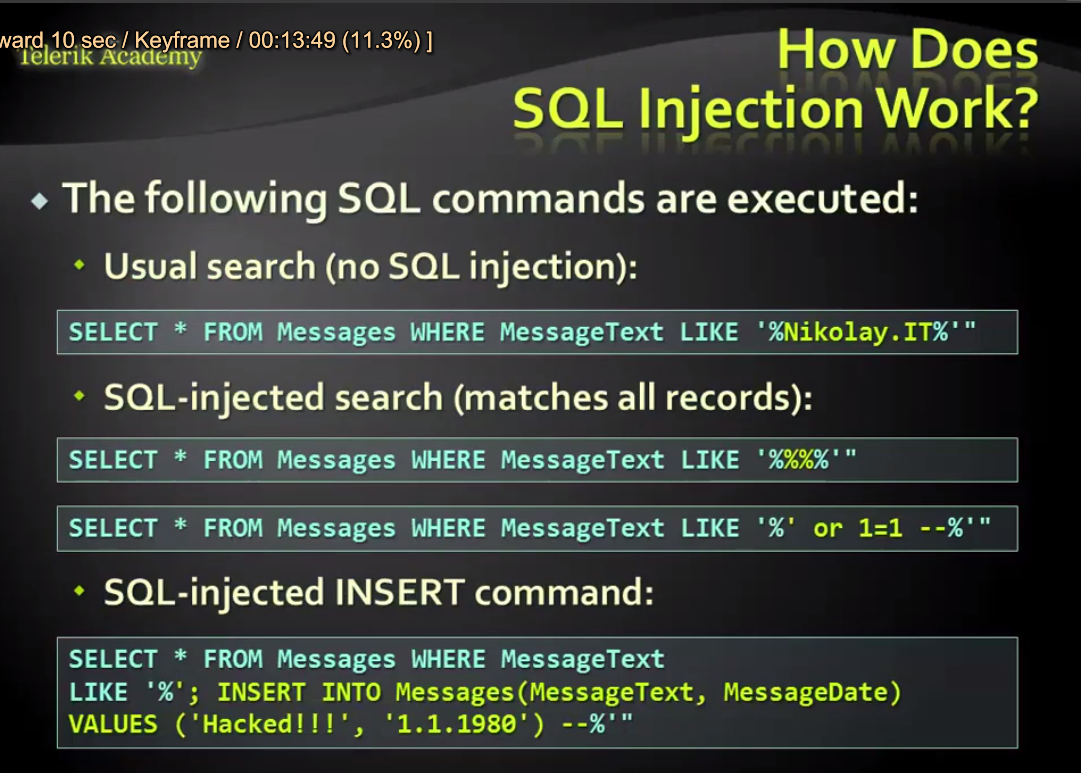 ward 10 sec / Keyframe / 00:13:49 (11.3%) ]
Telerik Academy
How Does
SQL Injection Work?
The following SQL commands are executed:
Usual search (no SQL injection):
SELECT * FROM Messages WHERE MessageText LIKE '%Nikolay.IT%'"
SQL-injected search (matches all records):
SELECT * FROM Messages WHERE MessageText LIKE '%%%%'"
SELECT * FROM Messages WHERE MessageText LIKE '%' or 1=1 --%'"
SQL-injected INSERT command:
SELECT * FROM Messages WHERE MessageText
LIKE '%'; INSERT INTO Messages(MessageText, MessageDate)
VALUES ('Hacked!!!', '1.1.1980') --%'"